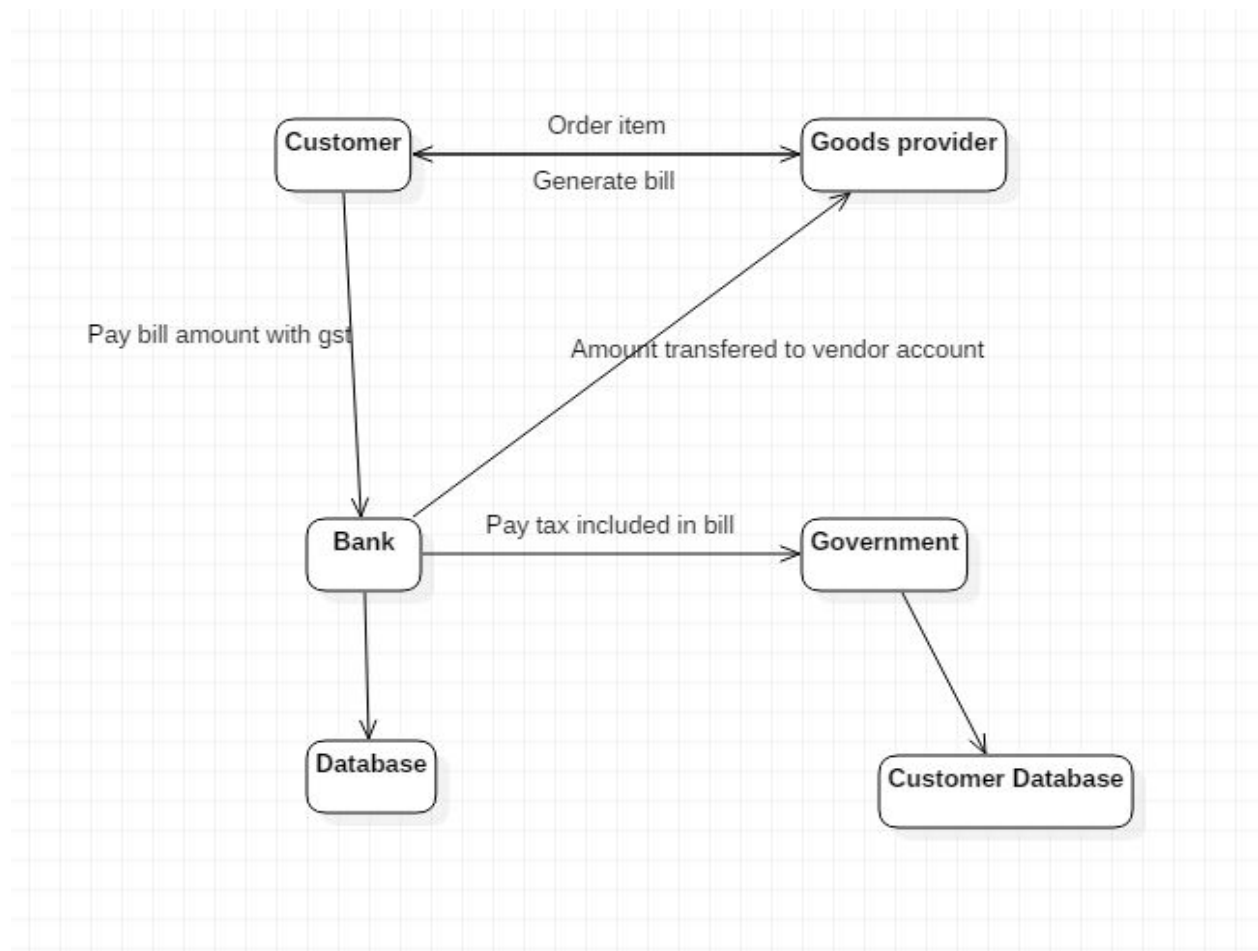 Order item
Customer
Goods provider
Generate bill
Pay bill amount with gst
Amount transfered to vendor account
Pay tax included in bill
Bank
Government
Database
Customer Database